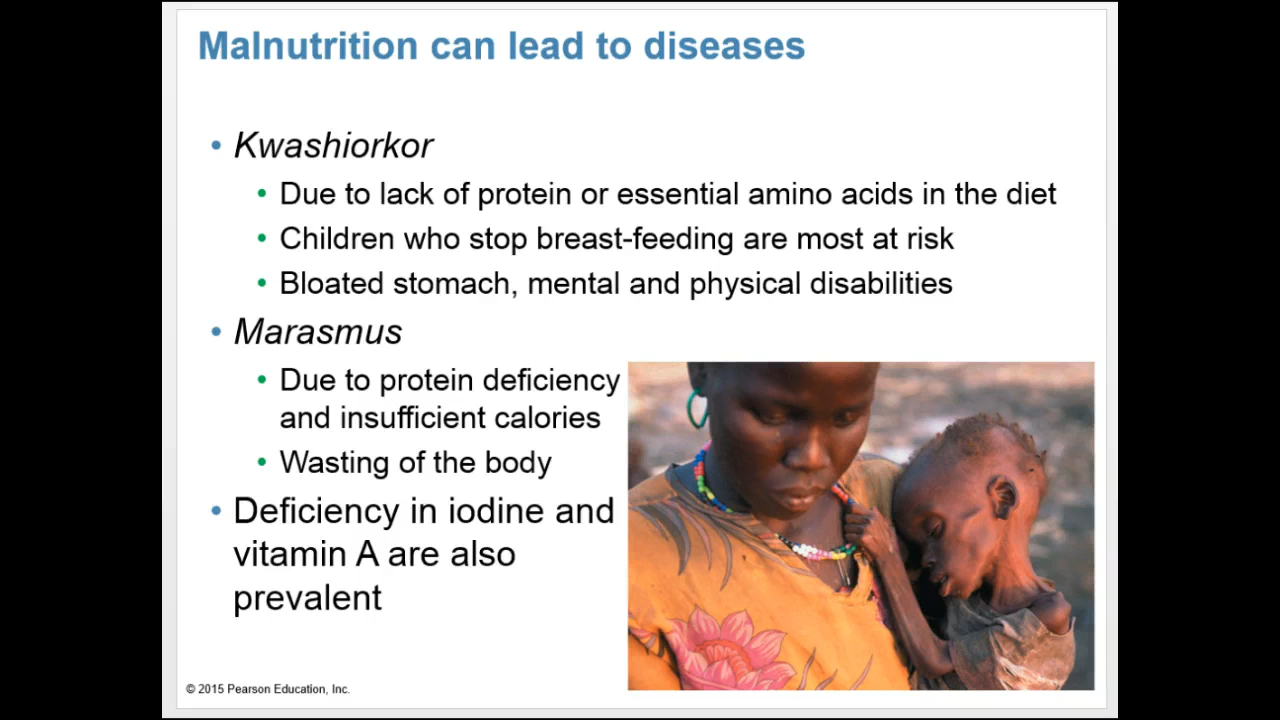 Malnutrition can lead to diseases
• Kwashiorkor
• Due to lack of protein or essential amino acids in the diet
• Children who stop breast-feeding are most at risk
• Bloated stomach, mental and physical disabilities
• Marasmus
• Due to protein deficiency
and insufficient calories
• Wasting of the body
• Deficiency in iodine and
vitamin A are also
prevalent
© 2015 Pearson Education, Inc.